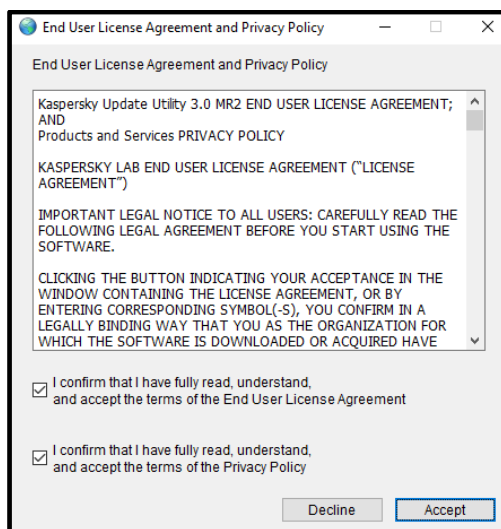 End User License Agreement and Privacy Policy
End User License Agreement and Privacy Policy
Kaspersky Update Utility 3.0 MR2 END USER LICENSE AGREEMENT;
AND
Products and Services PRIVACY POLICY
KASPERSKY LAB END USER LICENSE AGREEMENT ("LICENSE
AGREEMENT")
IMPORTANT LEGAL NOTICE TO ALL USERS: CAREFULLY READ THE
FOLLOWING LEGAL AGREEMENT BEFORE YOU START USING THE
SOFTWARE.
CLICKING THE BUTTON INDICATING YOUR ACCEPTANCE IN THE
WINDOW CONTAINING THE LICENSE AGREEMENT, OR BY
ENTERING CORRESPONDING SYMBOL(-S), YOU CONFIRM IN A
LEGALLY BINDING WAY THAT YOU AS THE ORGANIZATION FOR
WHICH THE SOFTWARE IS DOWNLOADED OR ACQUIRED HAVE
I confirm that I have fully read, understand,
and accept the terms of the End User License Agreement
I confirm that I have fully read, understand,
and accept the terms of the Privacy Policy
Decline Accept